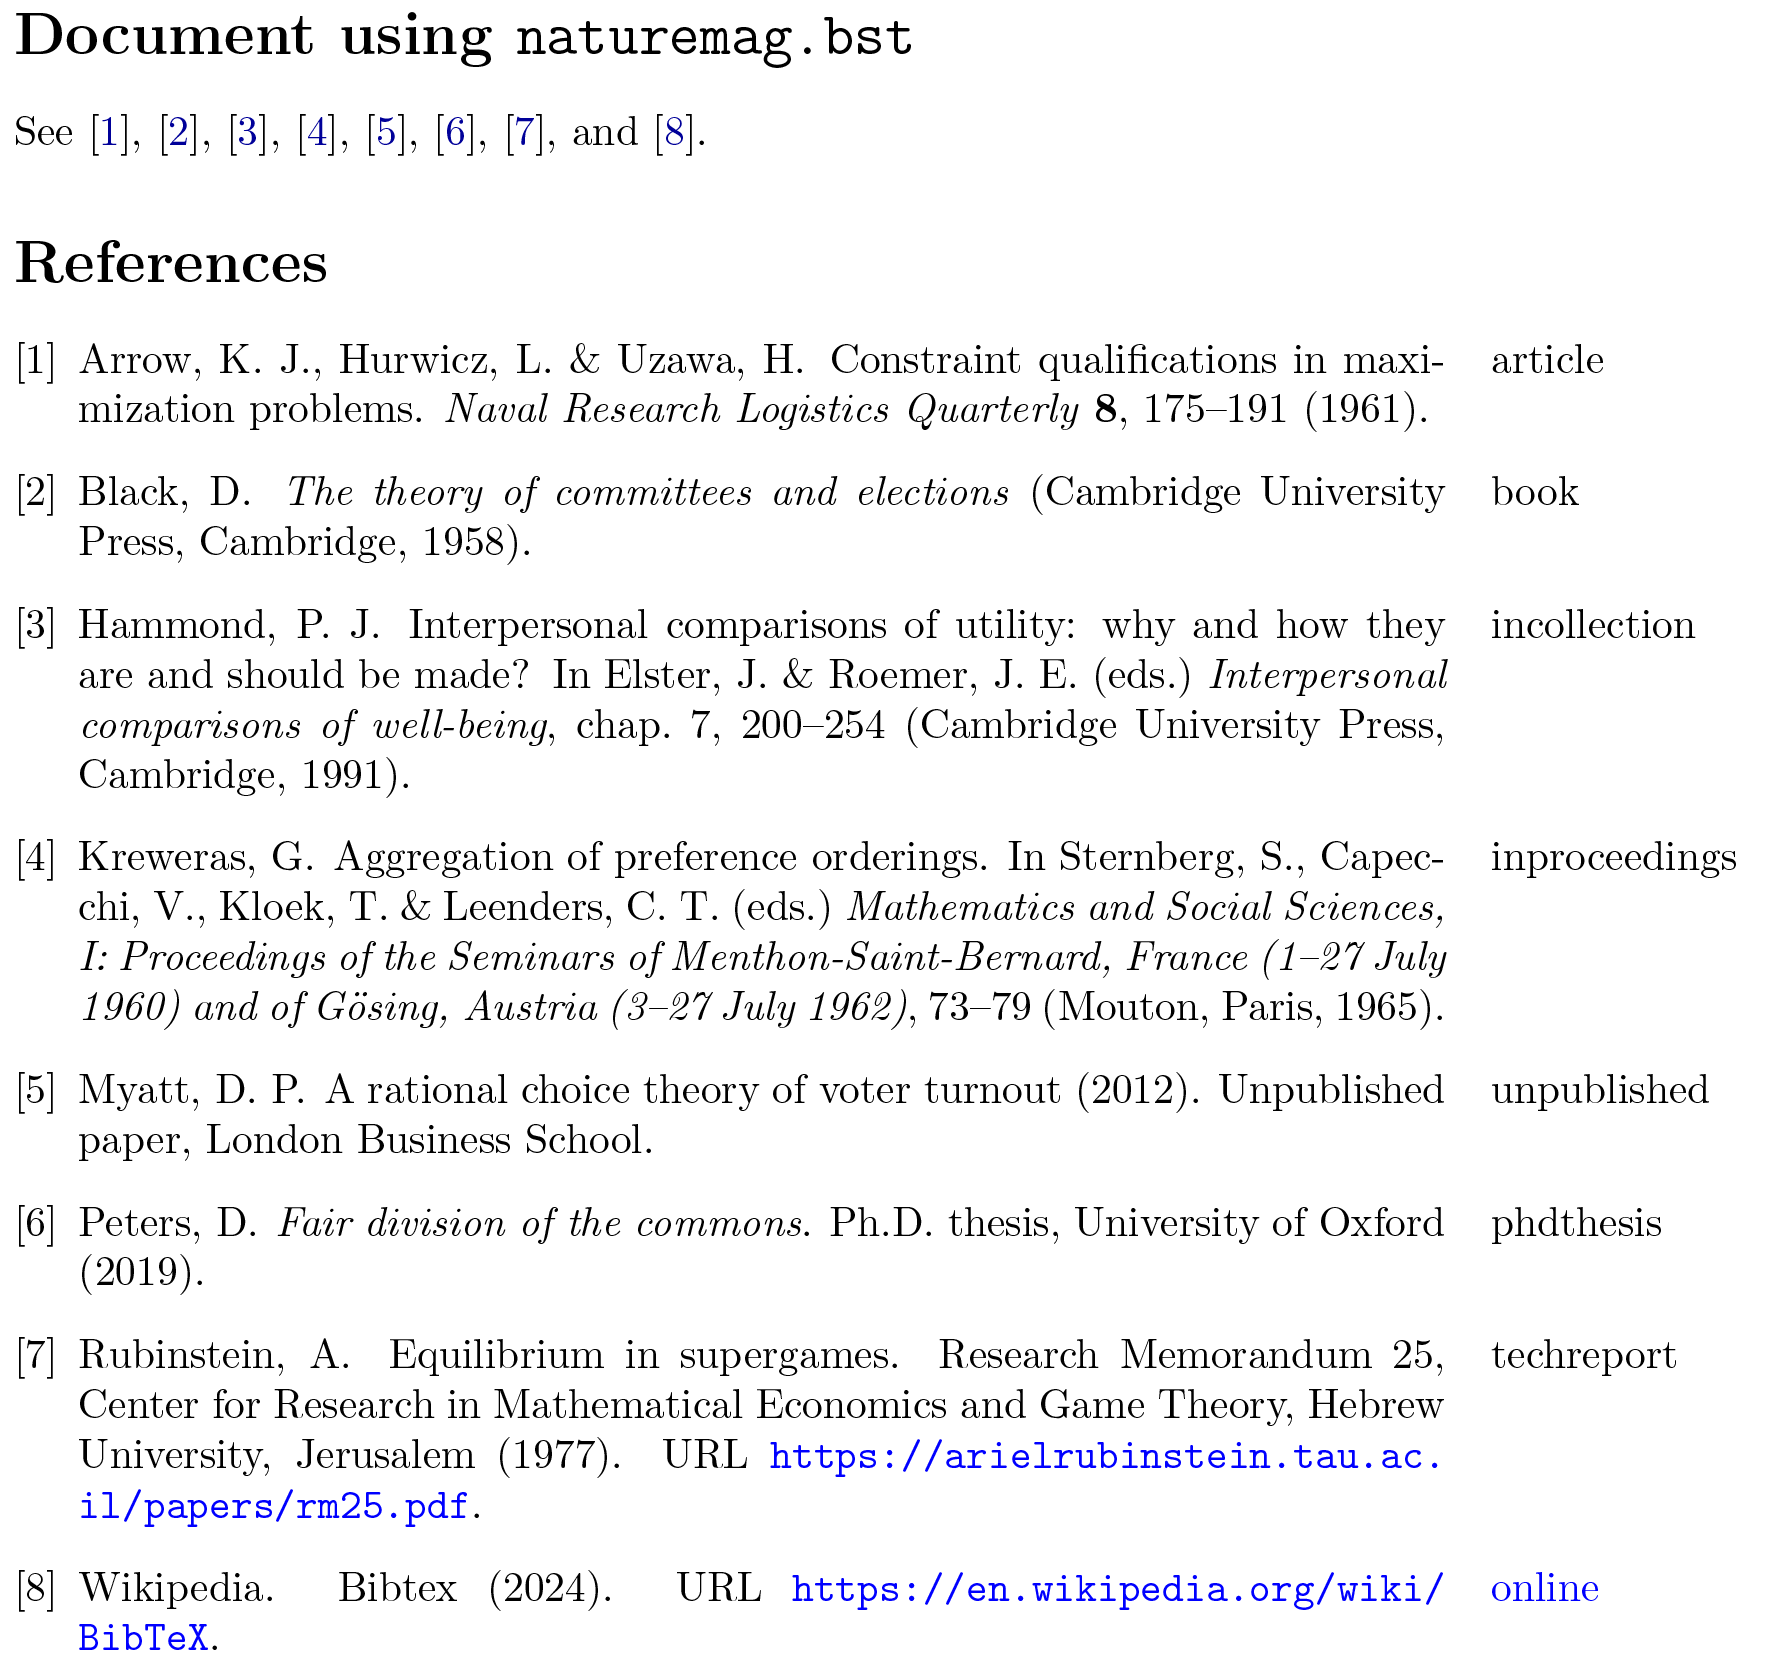 Document using naturemag.bst
See [1], [2], [3], [4], [5], [6], [7], and [8].
References
[1] Arrow, K. J., Hurwicz, L. & Uzawa, H. Constraint qualifications in maxi- article
mization problems. Naval Research Logistics Quarterly 8, 175–191 (1961).
[2] Black, D. The theory of committees and elections (Cambridge University book
Press, Cambridge, 1958).
[3] Hammond, P. J. Interpersonal comparisons of utility: why and how they incollection
are and should be made? In Elster, J. & Roemer, J. E. (eds.) Interpersonal
comparisons of well-being, chap. 7, 200–254 (Cambridge University Press,
Cambridge, 1991).
[4] Kreweras, G. Aggregation of preference orderings. In Sternberg, S., Capec- inproceedings
chi, V., Kloek, T. & Leenders, C. T. (eds.) Mathematics and Social Sciences,
I: Proceedings of the Seminars of Menthon-Saint-Bernard, France (1–27 July
1960) and of Gösing, Austria (3–27 July 1962), 73–79 (Mouton, Paris, 1965).
[5] Myatt, D. P. A rational choice theory of voter turnout (2012). Unpublished unpublished
paper, London Business School.
[6] Peters, D. Fair division of the commons. Ph.D. thesis, University of Oxford phdthesis
(2019).
[7] Rubinstein, A. Equilibrium in supergames. Research Memorandum 25, techreport
Center for Research in Mathematical Economics and Game Theory, Hebrew
University, Jerusalem (1977). URL https://arielrubinstein.tau.ac.
il/papers/rm25.pdf.
[8] Wikipedia. Bibtex (2024). URL https://en.wikipedia.org/wiki/ online
BibTeX.